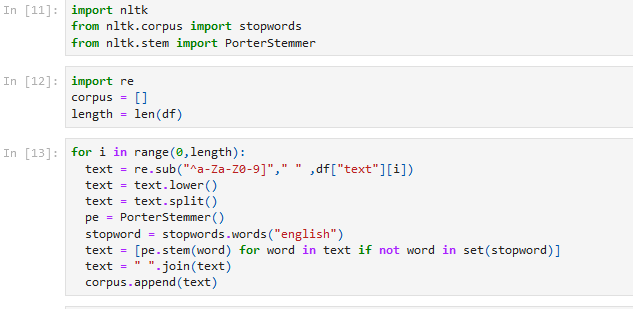 In [11]: import nltk
from nltk.corpus import stopwords
from nltk.stem import PorterStemmer
In [12]: import re
corpus = []
length = len(df)
In [13]: for i in range(0,length):
  text = re.sub("^a-Za-Z0-9]"," " ,df["text"][i])
  text = text.lower()
  text = text.split()
  pe = PorterStemmer()
  stopword = stopwords.words("english")
  text = [pe.stem(word) for word in text if not word in set(stopword)]
  text = " ".join(text)
  corpus.append(text)